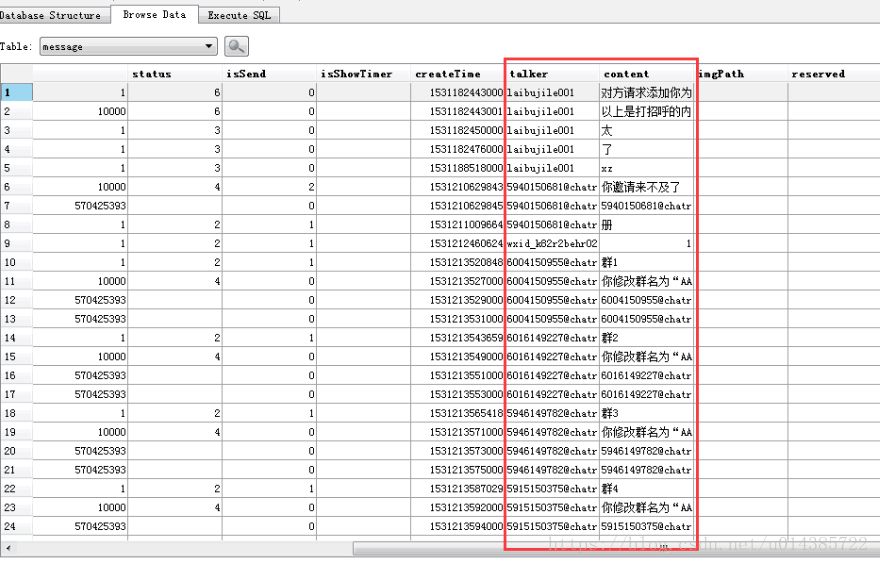 Database Structure Browse Data Execute SQL
Table: message
status isSend isShowTimer createTime talker content imgPath reserved
1 1 6 0 1531182443000 laibujile001 对方请求添加你为
2 10000 6 0 1531182443001 laibujile001 以上是打招呼的内
3 1 3 0 1531182450000 laibujile001 太
4 1 3 0 1531182476000 laibujile001 了
5 1 3 0 1531188518000 laibujile001 xz
6 10000 4 2 1531210629843 5940150681@chatr 你邀请来不及了
7 570425393 0 1531210629845 5940150681@chatr 5940150681@chatr
8 1 2 1 1531211009664 5940150681@chatr 册
9 1 2 1 1531212460624 wxid_k82r2behr02 1
10 1 2 1 1531213520848 6004150955@chatr 群1
11 10000 4 0 1531213527000 6004150955@chatr 你修改群名为“AA
12 570425393 0 1531213529000 6004150955@chatr 6004150955@chatr
13 570425393 0 1531213531000 6004150955@chatr 6004150955@chatr
14 1 2 1 1531213543659 6016149227@chatr 群2
15 10000 4 0 1531213549000 6016149227@chatr 你修改群名为“AA
16 570425393 0 1531213551000 6016149227@chatr 6016149227@chatr
17 570425393 0 1531213553000 6016149227@chatr 6016149227@chatr
18 1 2 1 1531213565418 5946149782@chatr 群3
19 10000 4 0 1531213571000 5946149782@chatr 你修改群名为“AA
20 570425393 0 1531213573000 5946149782@chatr 5946149782@chatr
21 570425393 0 1531213575000 5946149782@chatr 5946149782@chatr
22 1 2 1 1531213587029 5915150375@chatr 群4
23 10000 4 0 1531213592000 5915150375@chatr 你修改群名为“AA
24 570425393 0 1531213594000 5915150375@chatr 5915150375@chatr
https://blog.csdn.net/u014385722